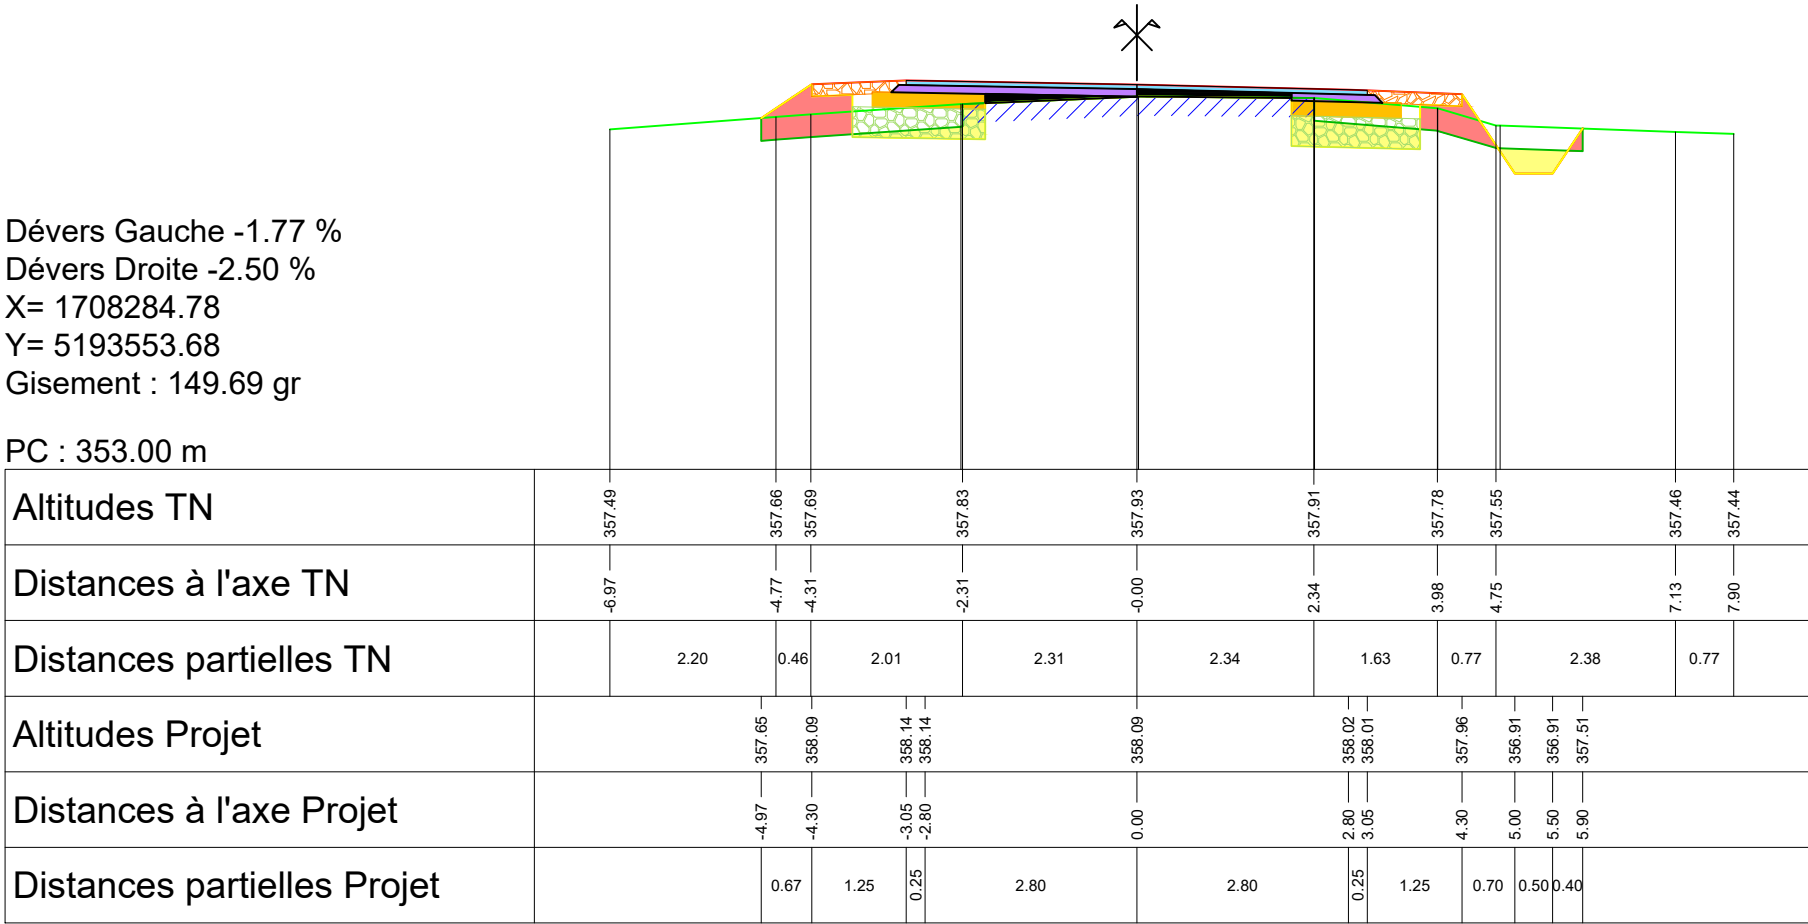 Dévers Gauche -1.77 %
Dévers Droite -2.50 %
X= 1708284.78
Y= 5193553.68
Gisement : 149.69 gr
PC : 353.00 m
Altitudes TN 357.49 357.66 357.69 357.83 357.93 357.91 357.78 357.55 357.46 357.44
Distances à l'axe TN -6.97 -4.77 -4.31 -2.31 -0.00 2.34 3.98 4.75 7.13 7.90
Distances partielles TN 2.20 0.46 2.01 2.31 2.34 1.63 0.77 2.38 0.77
Altitudes Projet 357.65 358.09 358.14 358.14 358.09 358.02 358.01 357.96 356.91 356.91 357.51
Distances à l'axe Projet -4.97 -4.30 -3.05 -2.80 0.00 2.80 3.05 4.30 5.00 5.50 5.90
Distances partielles Projet 0.67 1.25 0.25 2.80 2.80 0.25 1.25 0.70 0.50 0.40